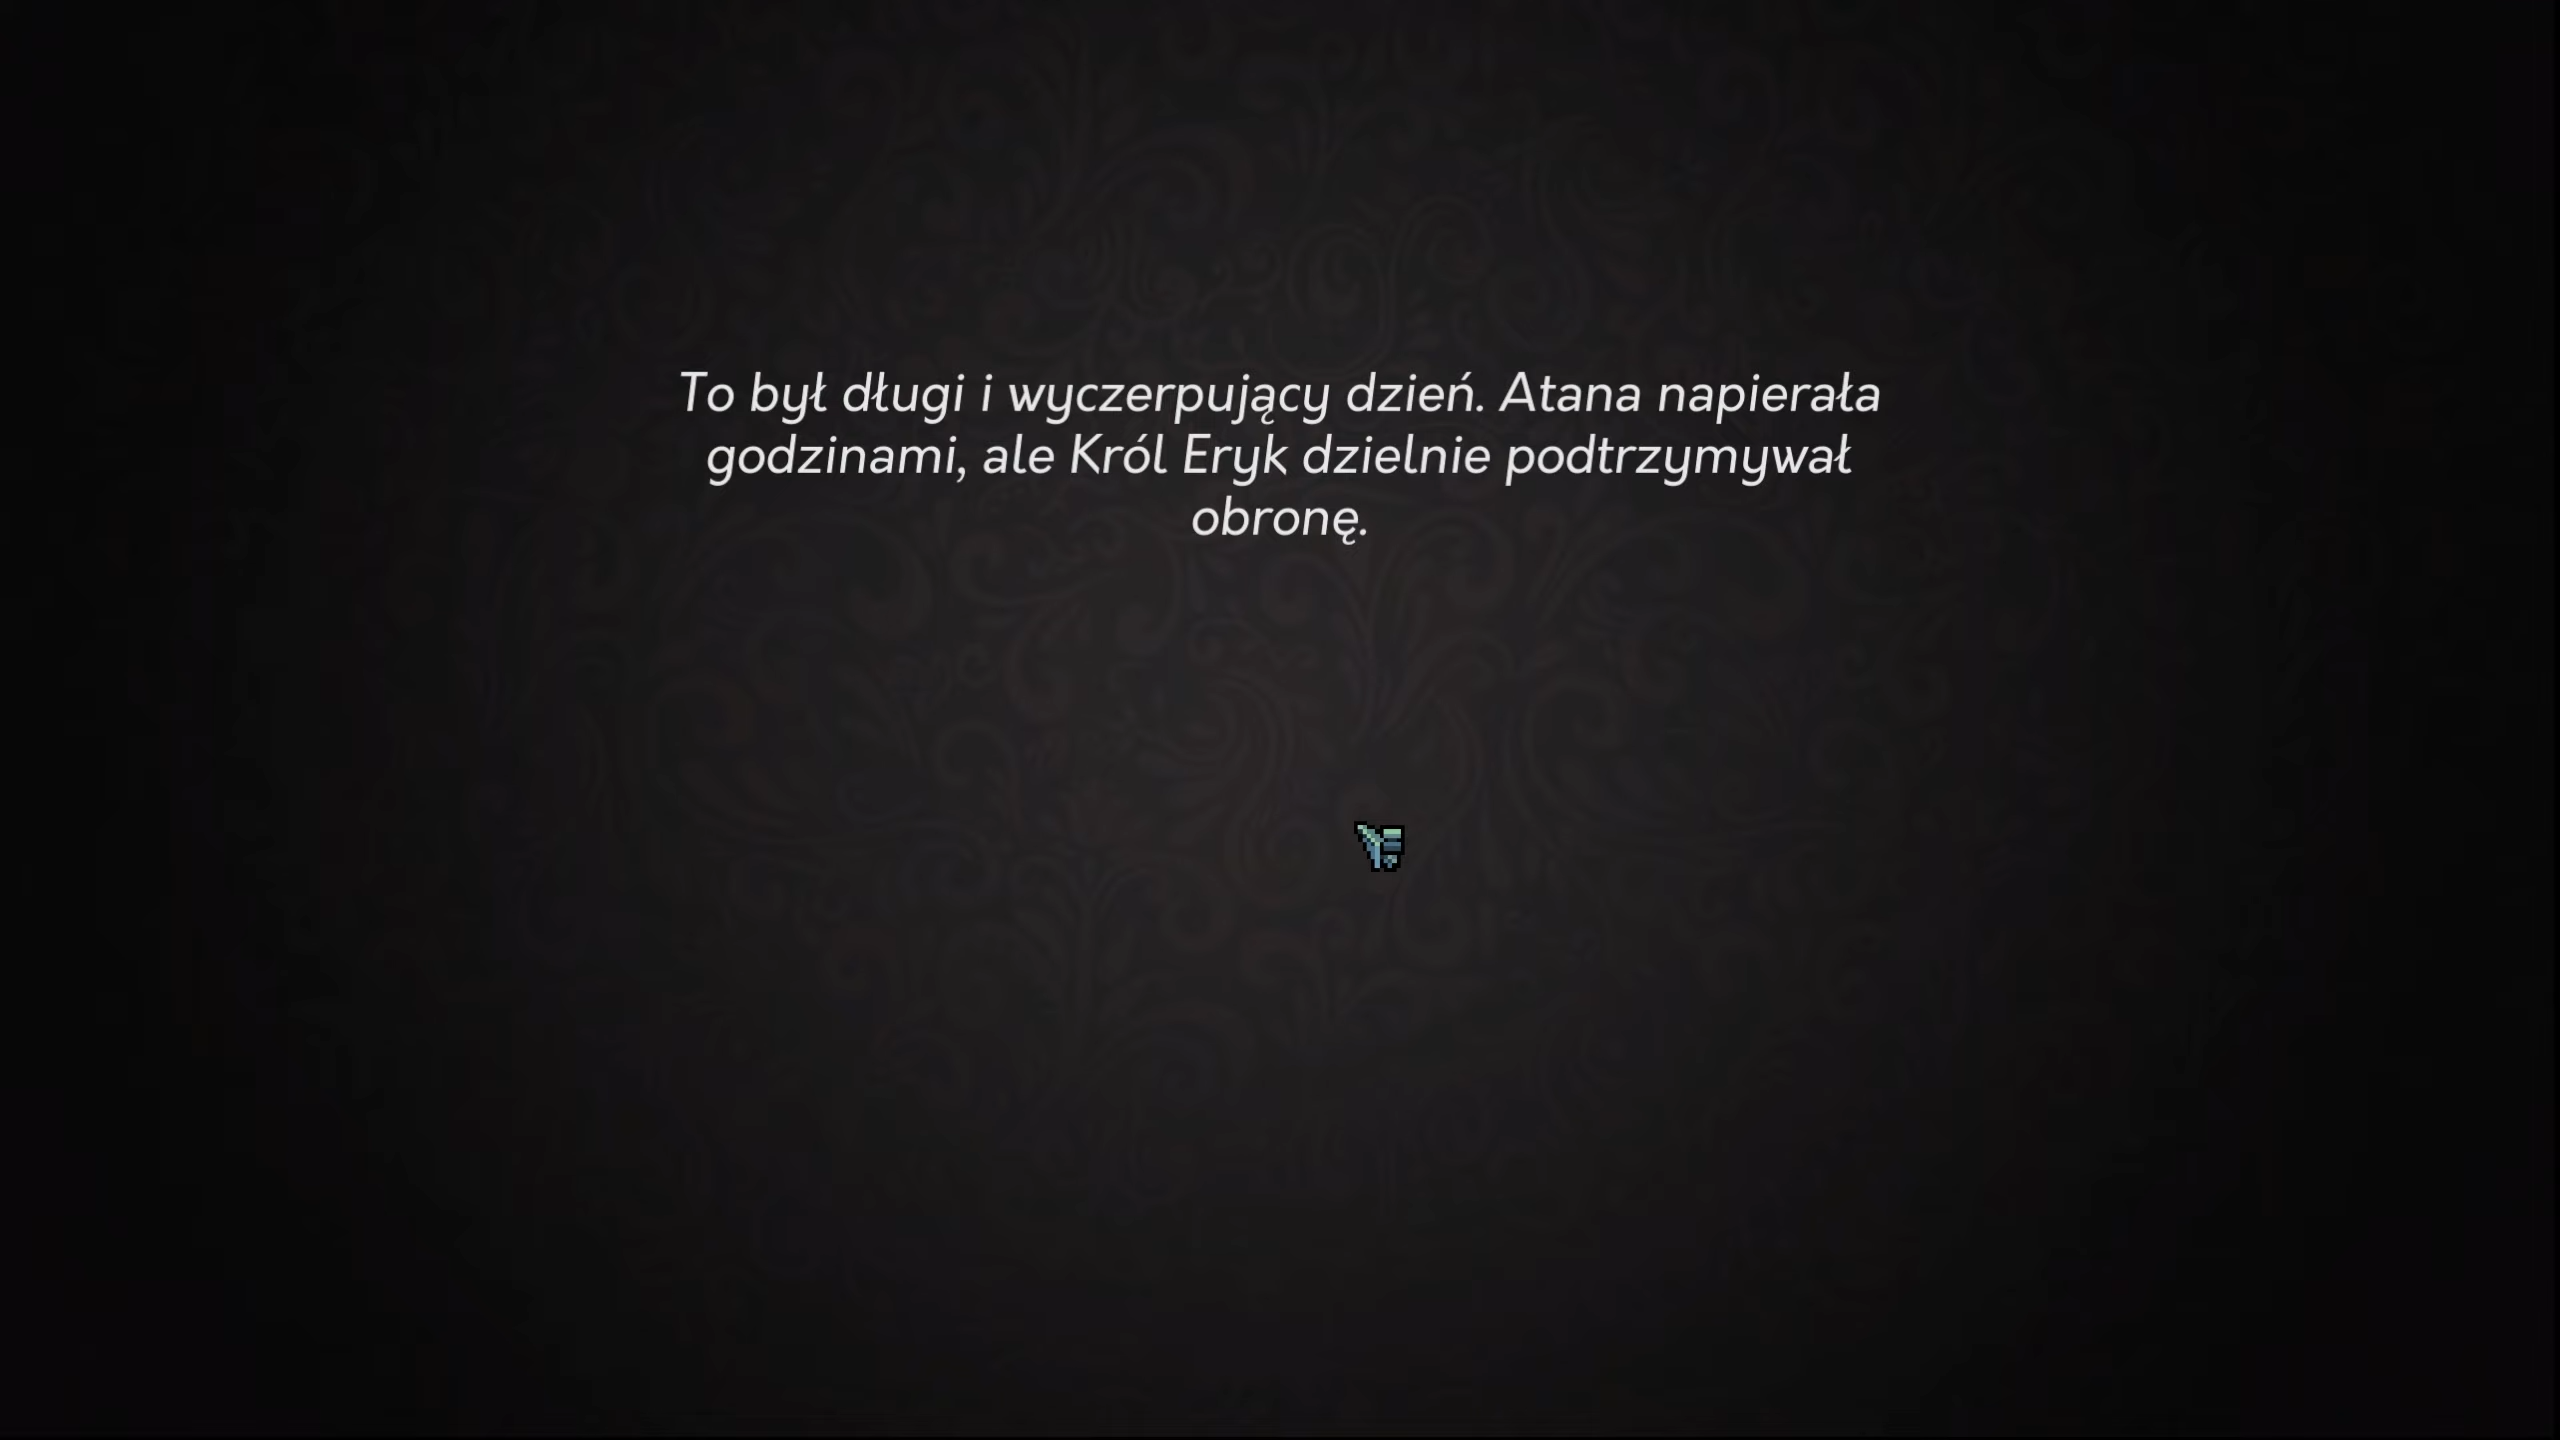 To był długi i wyczerpujący dzień. Atana napierała
godzinami, ale Król Eryk dzielnie podtrzymywał
obronę.